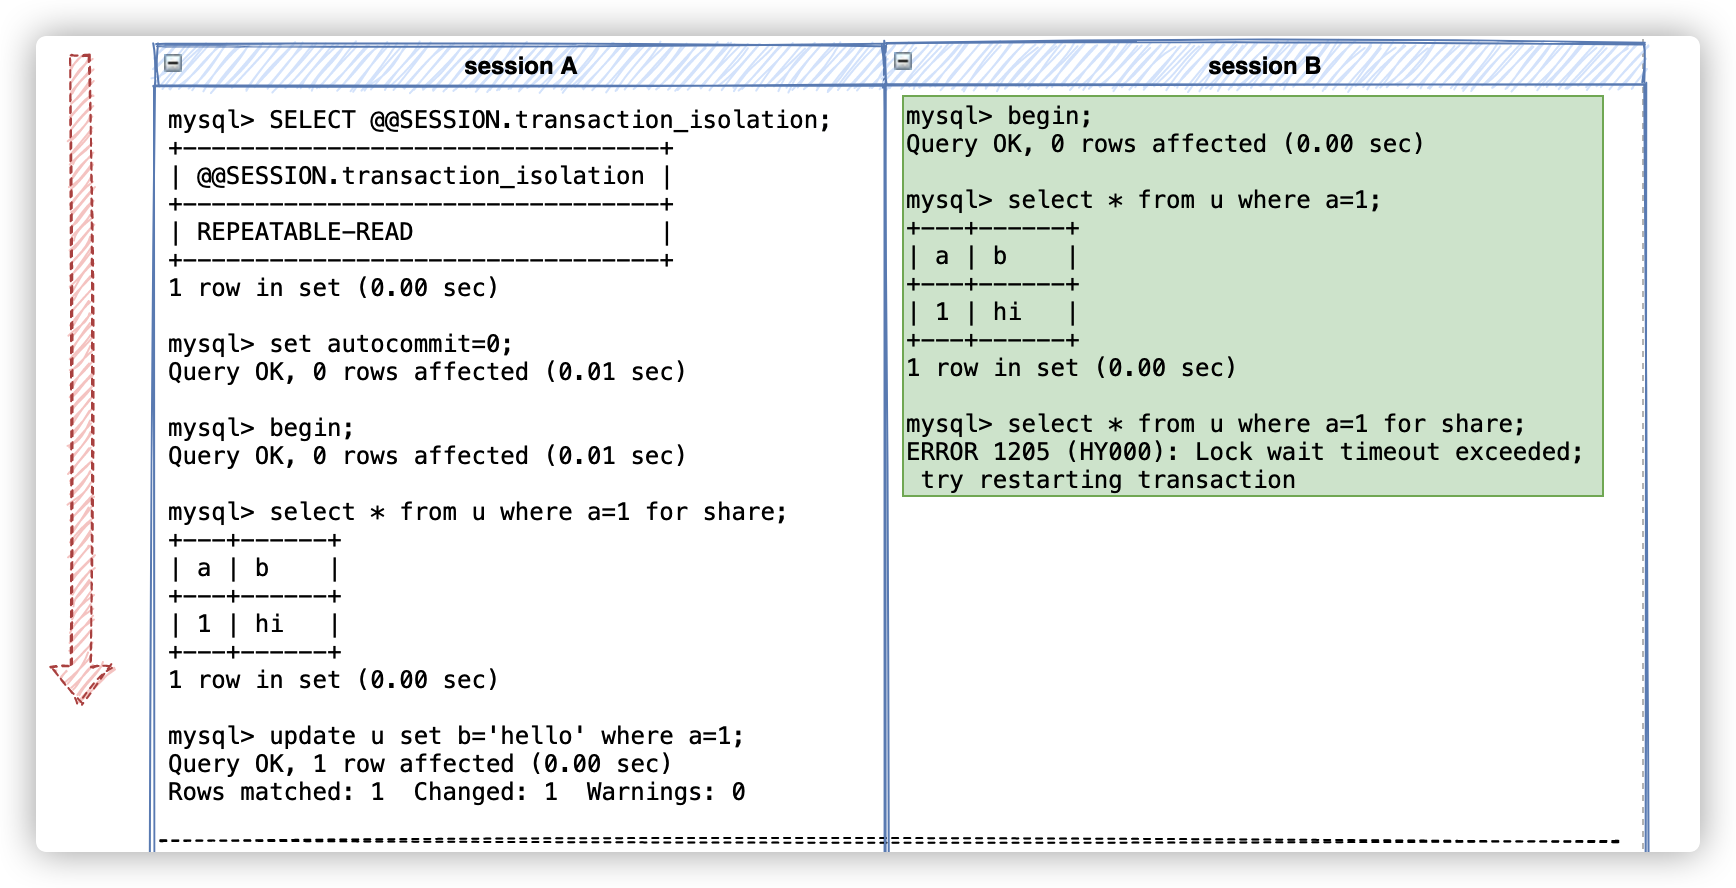 session A
mysql> SELECT @@SESSION.transaction_isolation;
+---------------------------------+
| @@SESSION.transaction_isolation |
+---------------------------------+
| REPEATABLE-READ                 |
+---------------------------------+
1 row in set (0.00 sec)
mysql> set autocommit=0;
Query OK, 0 rows affected (0.01 sec)
mysql> begin;
Query OK, 0 rows affected (0.01 sec)
mysql> select * from u where a=1 for share;
+---+------+
| a | b    |
+---+------+
| 1 | hi   |
+---+------+
1 row in set (0.00 sec)
mysql> update u set b='hello' where a=1;
Query OK, 1 row affected (0.00 sec)
Rows matched: 1  Changed: 1  Warnings: 0
session B
mysql> begin;
Query OK, 0 rows affected (0.00 sec)
mysql> select * from u where a=1;
+---+------+
| a | b    |
+---+------+
| 1 | hi   |
+---+------+
1 row in set (0.00 sec)
mysql> select * from u where a=1 for share;
ERROR 1205 (HY000): Lock wait timeout exceeded;
 try restarting transaction